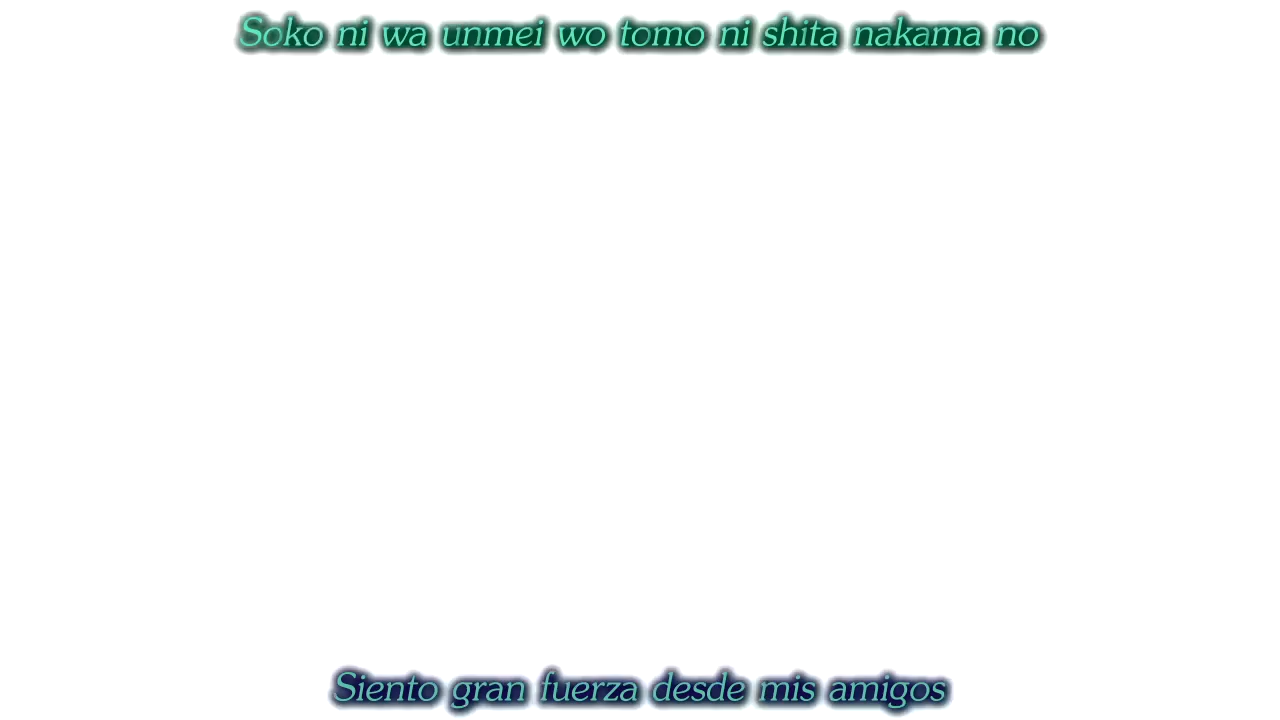 Soko ni wa unmei wo tomo ni shita nakama no
Siento gran fuerza desde mis amigos